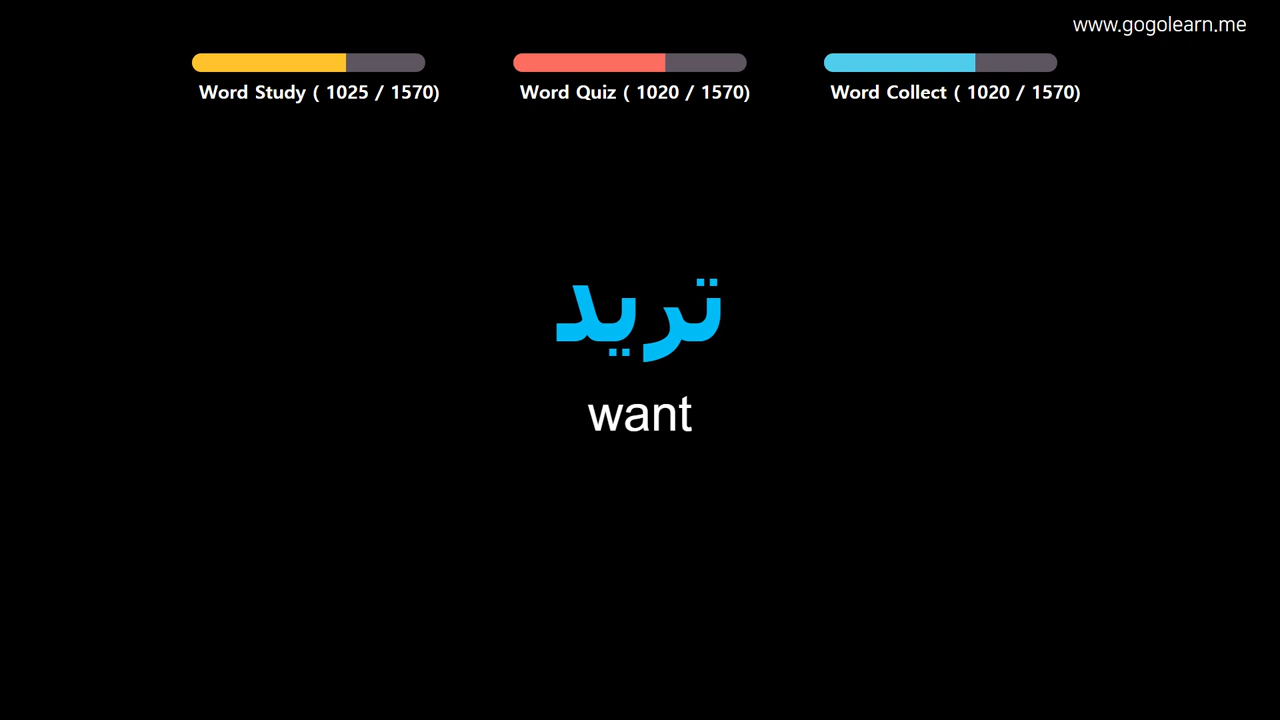 www.gogolearn.me
Word Study ( 1025 / 1570)
Word Quiz ( 1020 / 1570)
Word Collect ( 1020 / 1570)
تريد
want